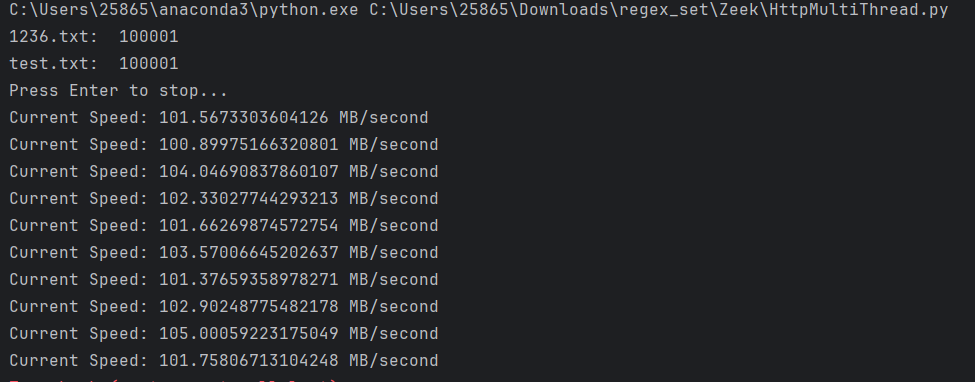 C:\Users\25865\anaconda3\python.exe C:\Users\25865\Downloads\regex_set\Zeek\HttpMultiThread.py
1236.txt:  100001
test.txt:  100001
Press Enter to stop...
Current Speed: 101.5673303604126 MB/second
Current Speed: 100.89975166320801 MB/second
Current Speed: 104.04690837860107 MB/second
Current Speed: 102.33027744293213 MB/second
Current Speed: 101.66269874572754 MB/second
Current Speed: 103.57006645202637 MB/second
Current Speed: 101.37659358978271 MB/second
Current Speed: 102.90248775482178 MB/second
Current Speed: 105.00059223175049 MB/second
Current Speed: 101.75806713104248 MB/second